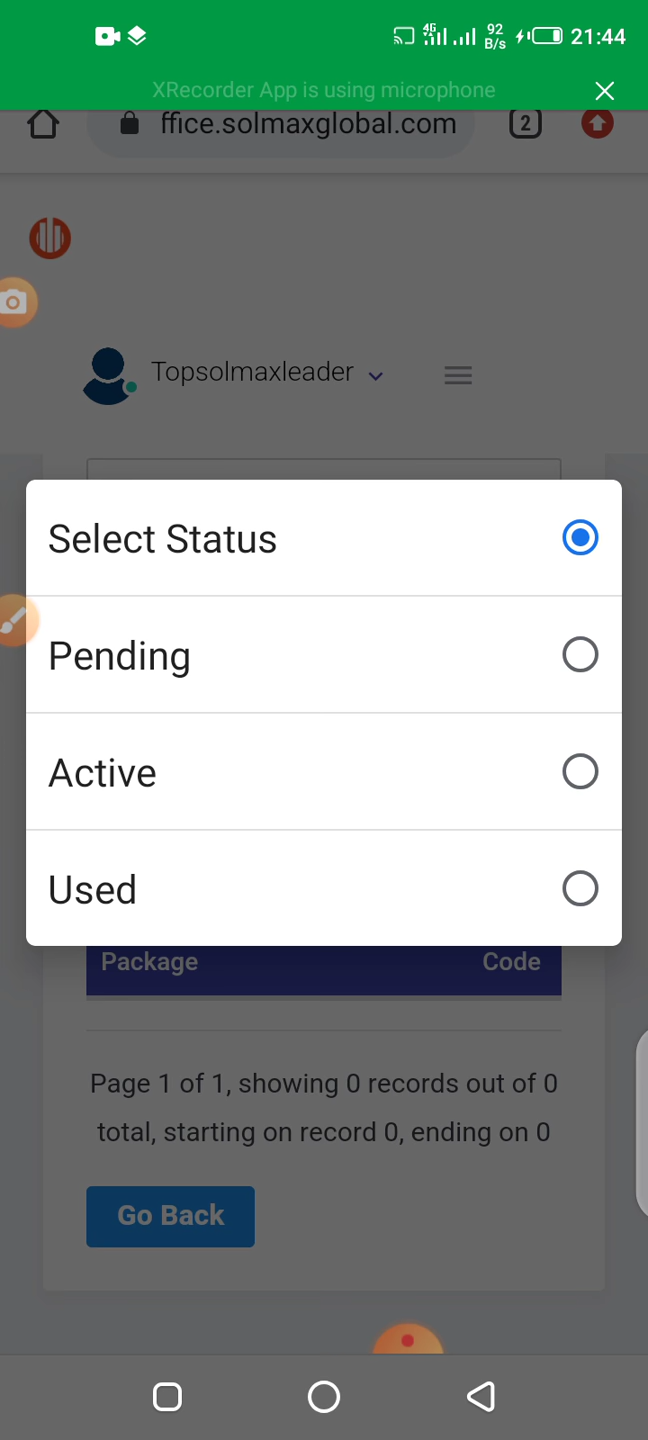 4G
92
B/s
21:44
XRecorder App is using microphone
ffice.solmaxglobal.com
2
Topsolmaxleader
Select Status
Pending
Active
Used
Package Code
Page 1 of 1, showing 0 records out of 0
total, starting on record 0, ending on 0
Go Back